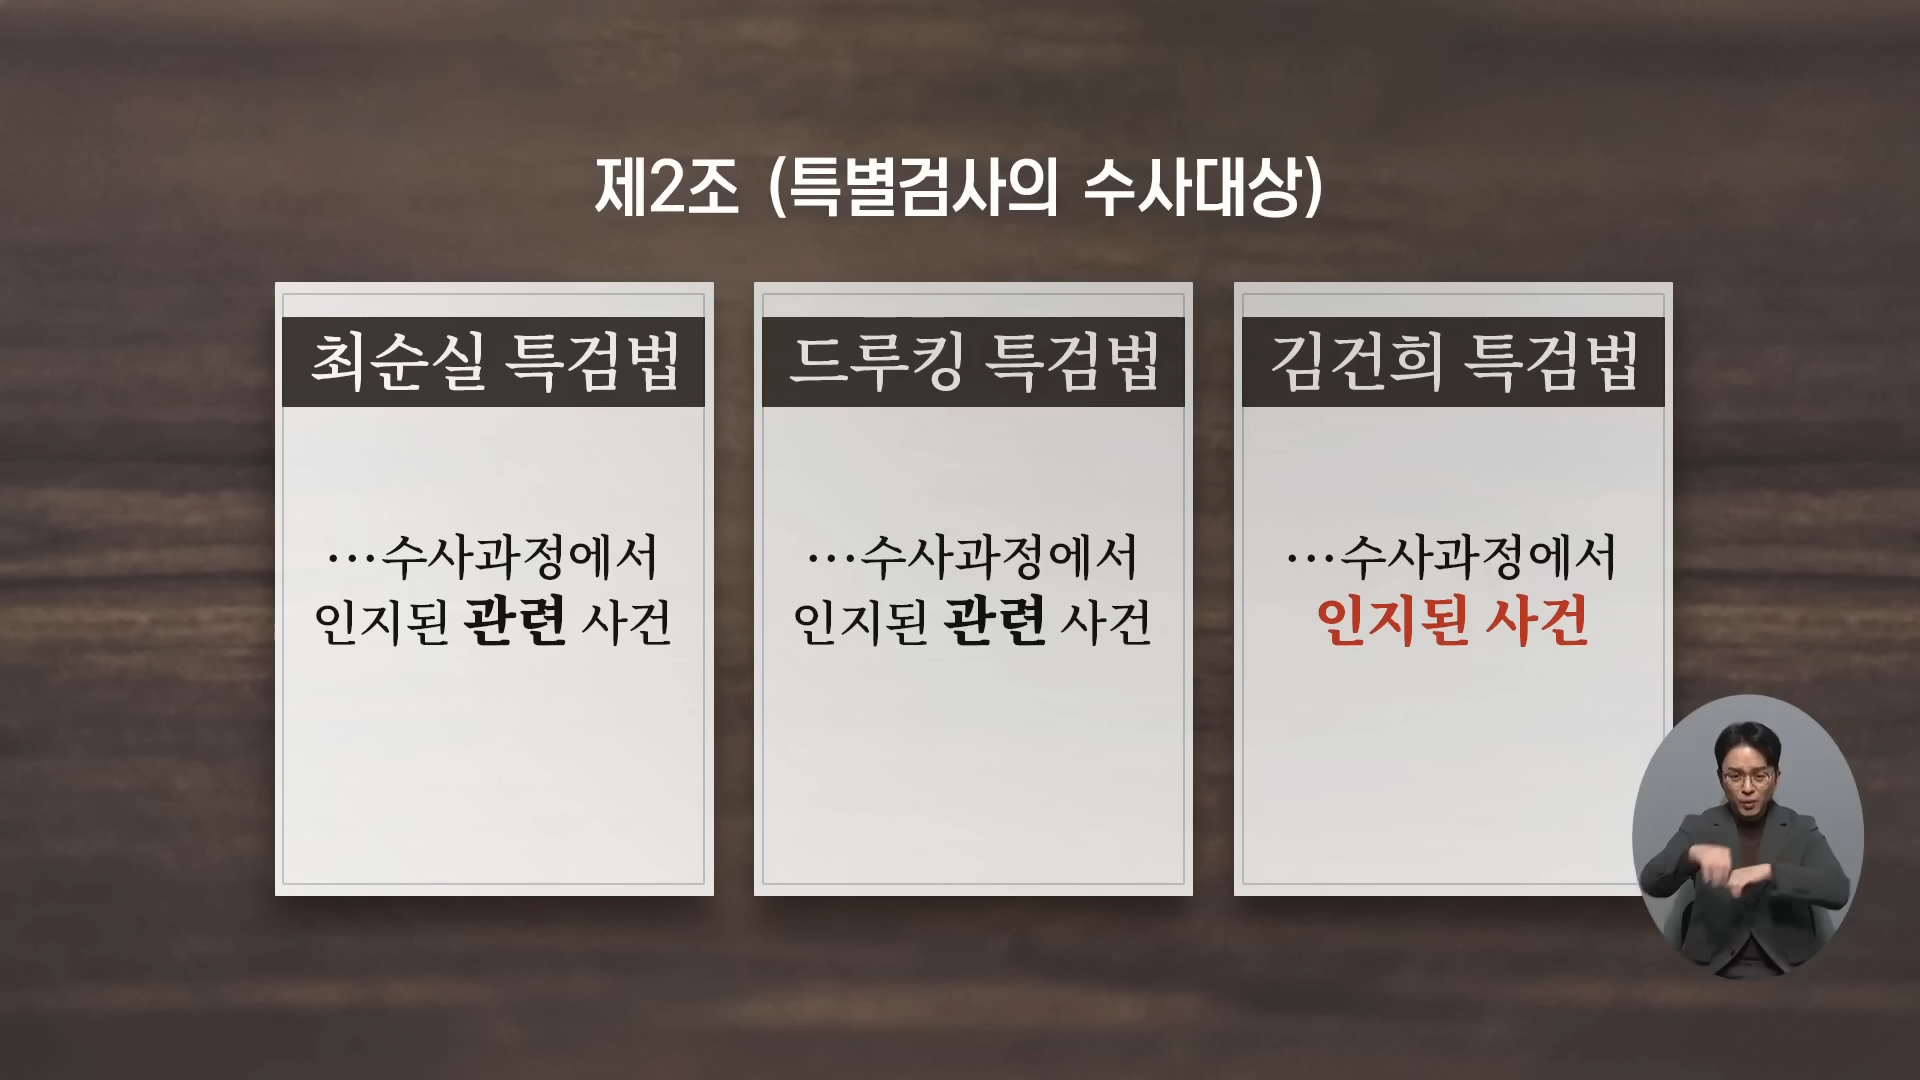 제2조 (특별검사의 수사대상)
최순실 특검법
…수사과정에서
인지된 관련 사건
드루킹 특검법
…수사과정에서
인지된 관련 사건
김건희 특검법
…수사과정에서
인지된 사건